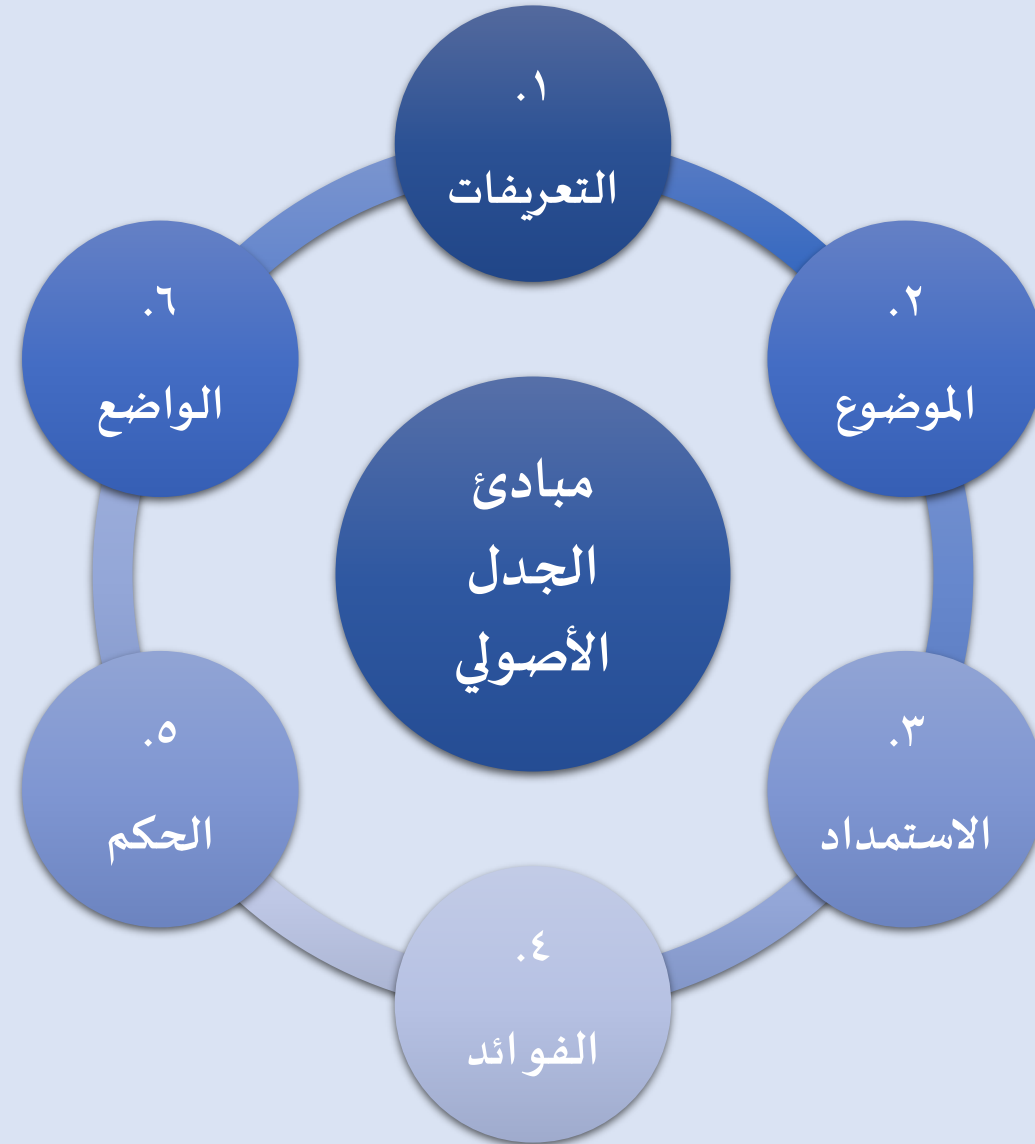 مبادئ
الجدل
الأصولي
١.
التعريفات
٢.
الموضوع
٣.
الاستمداد
٤.
الفوائد
٥.
الحكم
٦.
الواضع